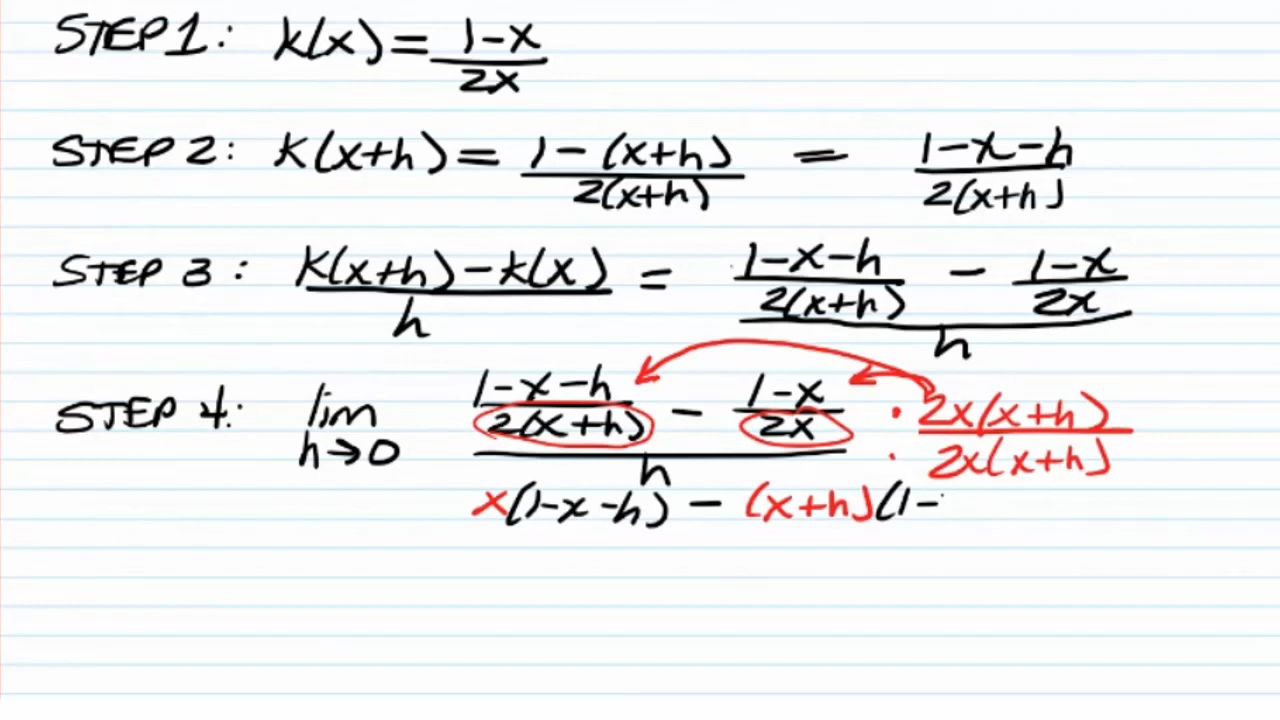 STEP 1: k(x) = (1-x)/(2x)
STEP 2: k(x+h) = (1-(x+h))/(2(x+h)) = (1-x-h)/(2(x+h))
STEP 3: (k(x+h)-k(x))/h = ((1-x-h)/(2(x+h)) - (1-x)/(2x))/h
STEP 4: lim h→0 ((1-x-h)/(2(x+h)) - (1-x)/(2x))/h · (2x(x+h))/(2x(x+h))
x(1-x-h) - (x+h)(1-